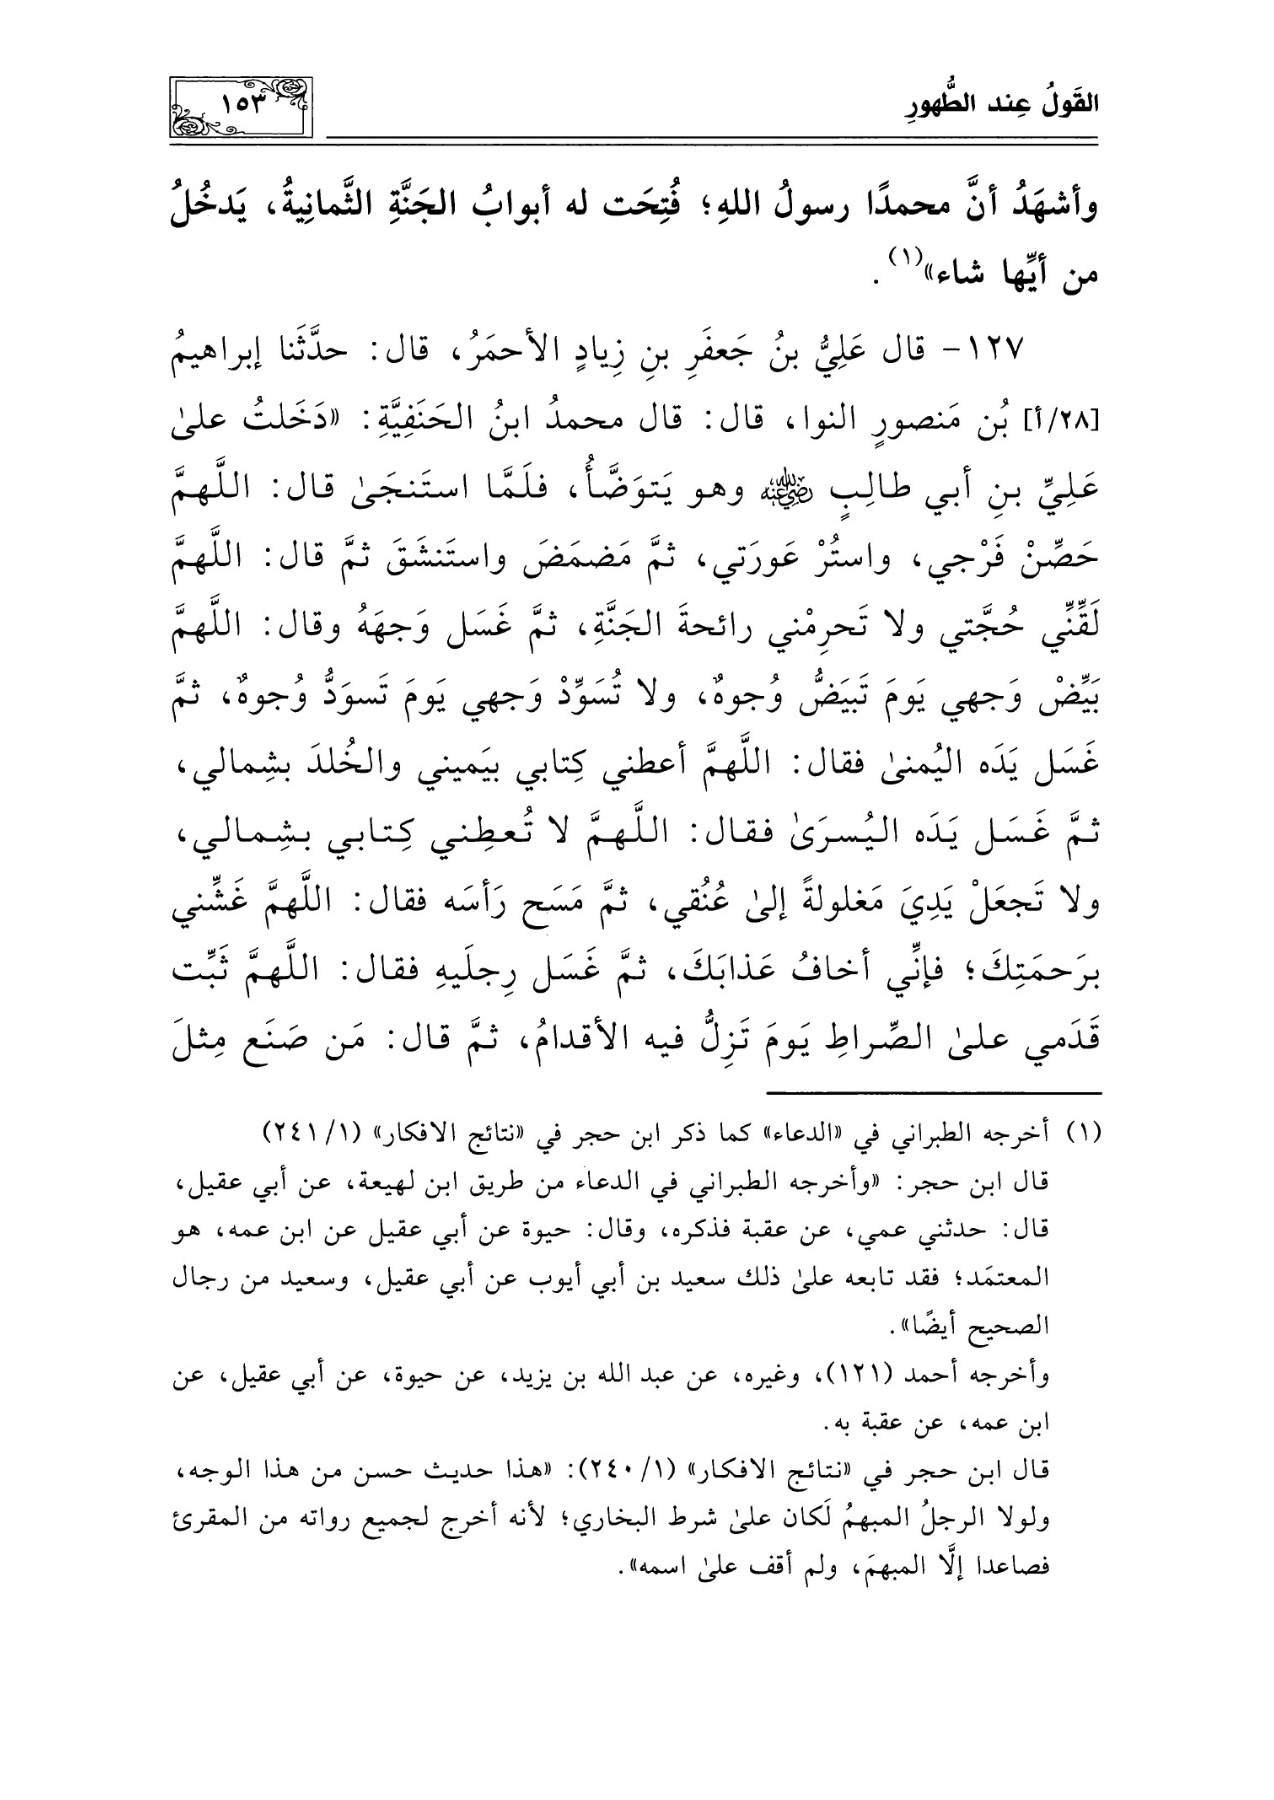 القَولُ عِند الطُّهورِ
١٥٣
وأشهَدُ أنَّ محمدًا رسولُ اللهِ؛ فُتِحَت له أبوابُ الجَنَّةِ الثَّمانِيةُ، يَدخُلُ
من أيِّها شاء»(١).
١٢٧- قال عَلِيُّ بنُ جَعفَرِ بنِ زِيادٍ الأحمَرُ، قال: حدَّثَنا إبراهيمُ
[٢٨/أ] بُن مَنصورٍ النوا، قال: قال محمدُ ابنُ الحَنَفِيَّةِ: «دَخَلتُ علىٰ
عَلِيِّ بنِ أبي طالِبٍ رضي الله عنه وهو يَتوَضَّأُ، فلَمَّا استَنجَىٰ قال: اللَّهمَّ
حَصِّنْ فَرْجي، واستُرْ عَورَتي، ثمَّ مَضمَضَ واستَنشَقَ ثمَّ قال: اللَّهمَّ
لَقِّنِّي حُجَّتي ولا تَحرِمْني رائحةَ الجَنَّةِ، ثمَّ غَسَل وَجهَهُ وقال: اللَّهمَّ
بَيِّضْ وَجهي يَومَ تَبيَضُّ وُجوهٌ، ولا تُسَوِّدْ وَجهي يَومَ تَسوَدُّ وُجوهٌ، ثمَّ
غَسَل يَدَه اليُمنىٰ فقال: اللَّهمَّ أعطني كِتابي بيَميني والخُلدَ بشِمالي،
ثمَّ غَسَل يَدَه اليُسرَىٰ فقال: اللَّهمَّ لا تُعطِني كِتابي بشِمالي،
ولا تَجعَلْ يَدِيَ مَغلولةً إلىٰ عُنُقي، ثمَّ مَسَح رَأسَه فقال: اللَّهمَّ غَشِّني
برَحمَتِكَ؛ فإنِّي أخافُ عَذابَكَ، ثمَّ غَسَل رِجلَيهِ فقال: اللَّهمَّ ثَبِّت
قَدَمي علىٰ الصِّراطِ يَومَ تَزِلُّ فيه الأقدامُ، ثمَّ قال: مَن صَنَع مِثلَ
(١) أخرجه الطبراني في «الدعاء» كما ذكر ابن حجر في «نتائج الافكار» (٢٤١/١)
قال ابن حجر: «وأخرجه الطبراني في الدعاء من طريق ابن لهيعة، عن أبي عقيل،
قال: حدثني عمي، عن عقبة فذكره، وقال: حيوة عن أبي عقيل عن ابن عمه، هو
المعتمَد؛ فقد تابعه علىٰ ذلك سعيد بن أبي أيوب عن أبي عقيل، وسعيد من رجال
الصحيح أيضًا».
وأخرجه أحمد (١٢١)، وغيره، عن عبد الله بن يزيد، عن حيوة، عن أبي عقيل، عن
ابن عمه، عن عقبة به.
قال ابن حجر في «نتائج الافكار» (٢٤٠/١): «هذا حديث حسن من هذا الوجه،
ولولا الرجلُ المبهمُ لَكان علىٰ شرط البخاري؛ لأنه أخرج لجميع رواته من المقرئ
فصاعدا إلَّا المبهمَ، ولم أقف علىٰ اسمه».